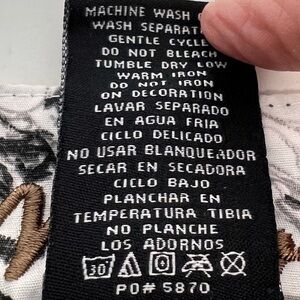 MACHINE WASH
WASH SEPARAT
GENTLE CYCLE
DO NOT BLEACH
TUMBLE DRY LOW
WARM IRON
DO NOT IRON
ON DECORATION
LAVAR SEPARADO
EN AGUA FRIA
CICLO DELICADO
NO USAR BLANQUEADOR
SECAR EN SECADORA
CICLO BAJO
PLANCHAR EN
TEMPERATURA TIBIA
NO PLANCHE
LOS ADORNOS
30
PO# 5870